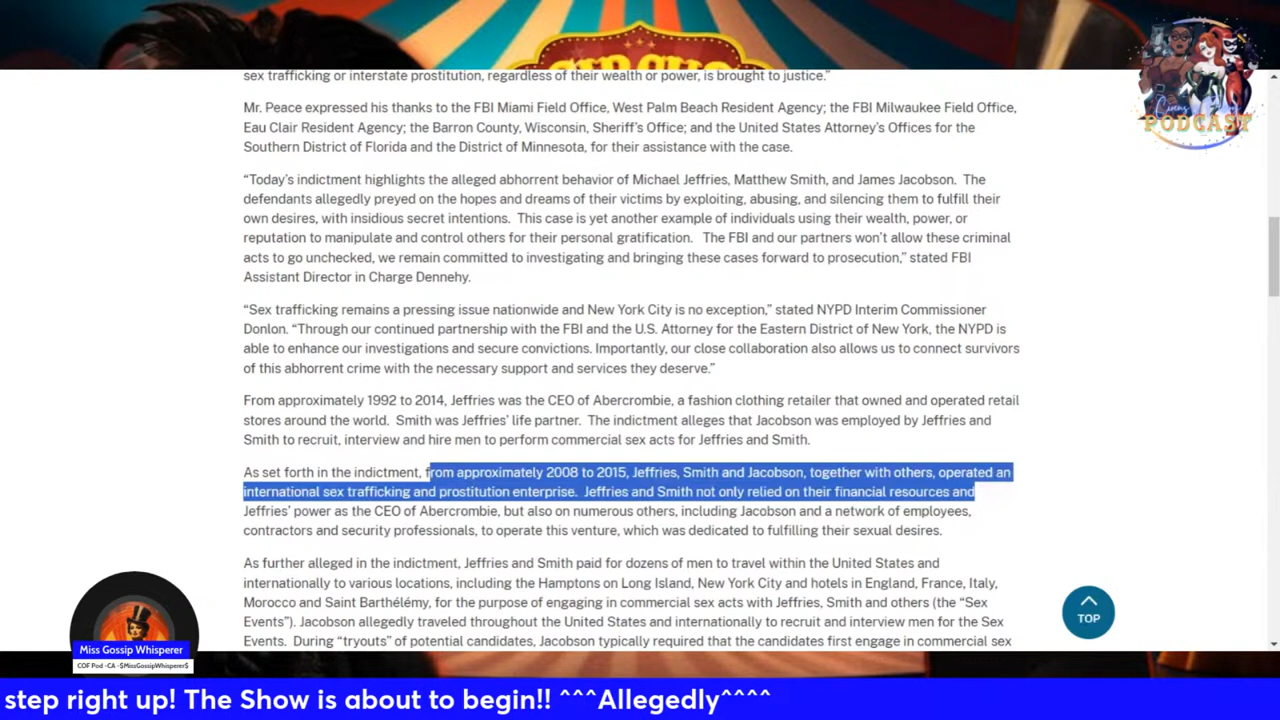 CIRCUS
sex trafficking or interstate prostitution, regardless of their wealth or power, is brought to justice.”
Mr. Peace expressed his thanks to the FBI Miami Field Office, West Palm Beach Resident Agency; the FBI Milwaukee Field Office,
Eau Clair Resident Agency; the Barron County, Wisconsin, Sheriff’s Office; and the United States Attorney’s Offices for the
Southern District of Florida and the District of Minnesota, for their assistance with the case.
“Today’s indictment highlights the alleged abhorrent behavior of Michael Jeffries, Matthew Smith, and James Jacobson.  The
defendants allegedly preyed on the hopes and dreams of their victims by exploiting, abusing, and silencing them to fulfill their
own desires, with insidious secret intentions.  This case is yet another example of individuals using their wealth, power, or
reputation to manipulate and control others for their personal gratification.   The FBI and our partners won’t allow these criminal
acts to go unchecked, we remain committed to investigating and bringing these cases forward to prosecution,” stated FBI
Assistant Director in Charge Dennehy.
“Sex trafficking remains a pressing issue nationwide and New York City is no exception,” stated NYPD Interim Commissioner
Donlon. “Through our continued partnership with the FBI and the U.S. Attorney for the Eastern District of New York, the NYPD is
able to enhance our investigations and secure convictions. Importantly, our close collaboration also allows us to connect survivors
of this abhorrent crime with the necessary support and services they deserve.”
From approximately 1992 to 2014, Jeffries was the CEO of Abercrombie, a fashion clothing retailer that owned and operated retail
stores around the world.  Smith was Jeffries’ life partner.  The indictment alleges that Jacobson was employed by Jeffries and
Smith to recruit, interview and hire men to perform commercial sex acts for Jeffries and Smith.
As set forth in the indictment, from approximately 2008 to 2015, Jeffries, Smith and Jacobson, together with others, operated an
international sex trafficking and prostitution enterprise.  Jeffries and Smith not only relied on their financial resources and
Jeffries’ power as the CEO of Abercrombie, but also on numerous others, including Jacobson and a network of employees,
contractors and security professionals, to operate this venture, which was dedicated to fulfilling their sexual desires.
As further alleged in the indictment, Jeffries and Smith paid for dozens of men to travel within the United States and
internationally to various locations, including the Hamptons on Long Island, New York City and hotels in England, France, Italy,
Morocco and Saint Barthélémy, for the purpose of engaging in commercial sex acts with Jeffries, Smith and others (the “Sex
Events”). Jacobson allegedly traveled throughout the United States and internationally to recruit and interview men for the Sex
Events.  During “tryouts” of potential candidates, Jacobson typically required that the candidates first engage in commercial sex
PODCAST
TOP
Miss Gossip Whisperer
COF Pod -CA -$MissGossipWhisperer$
step right up! The Show is about to begin!! ^^^Allegedly^^^^